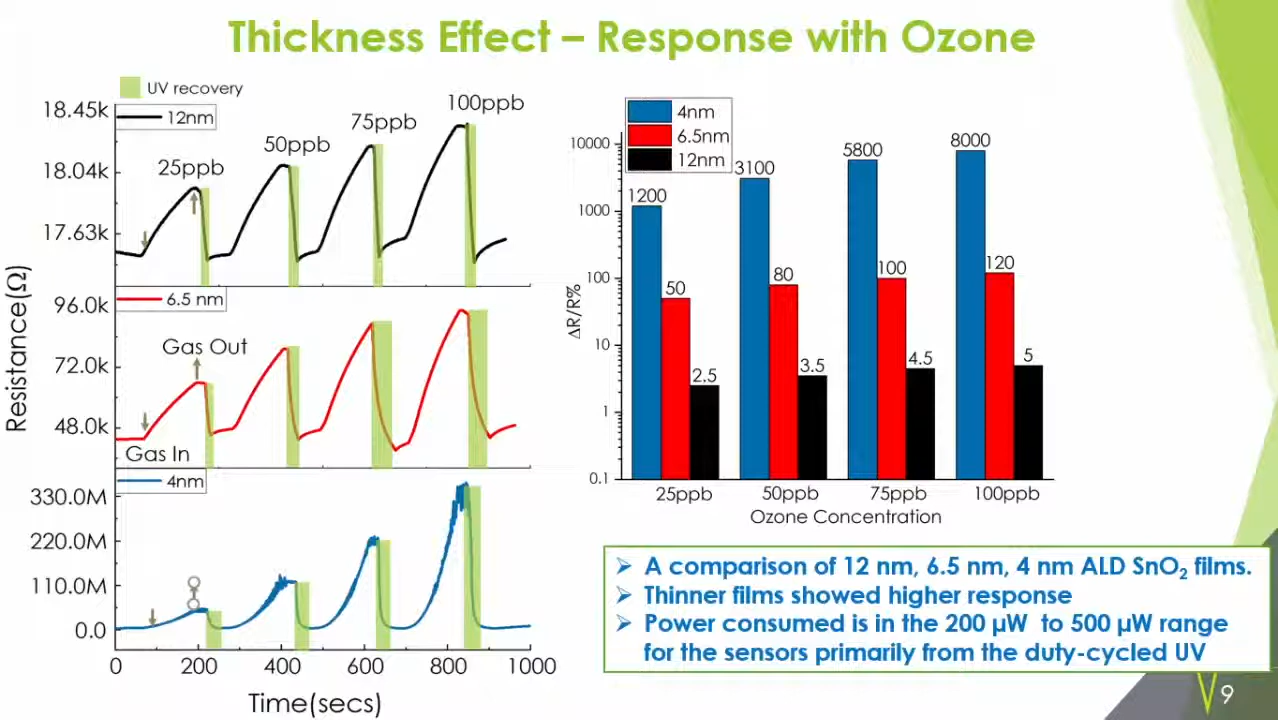 Thickness Effect – Response with Ozone
UV recovery
12nm
25ppb
50ppb
75ppb
100ppb
18.45k
18.04k
17.63k
6.5 nm
Gas Out
Gas In
96.0k
72.0k
48.0k
4nm
330.0M
220.0M
110.0M
0.0
0 200 400 600 800 1000
Time(secs)
Resistance(Ω)
4nm
6.5nm
12nm
10000
1000
100
10
1
0.1
ΔR/R%
1200
50
2.5
3100
80
3.5
5800
100
4.5
8000
120
5
25ppb 50ppb 75ppb 100ppb
Ozone Concentration
➢ A comparison of 12 nm, 6.5 nm, 4 nm ALD SnO₂ films.
➢ Thinner films showed higher response
➢ Power consumed is in the 200 µW to 500 µW range
for the sensors primarily from the duty-cycled UV
9